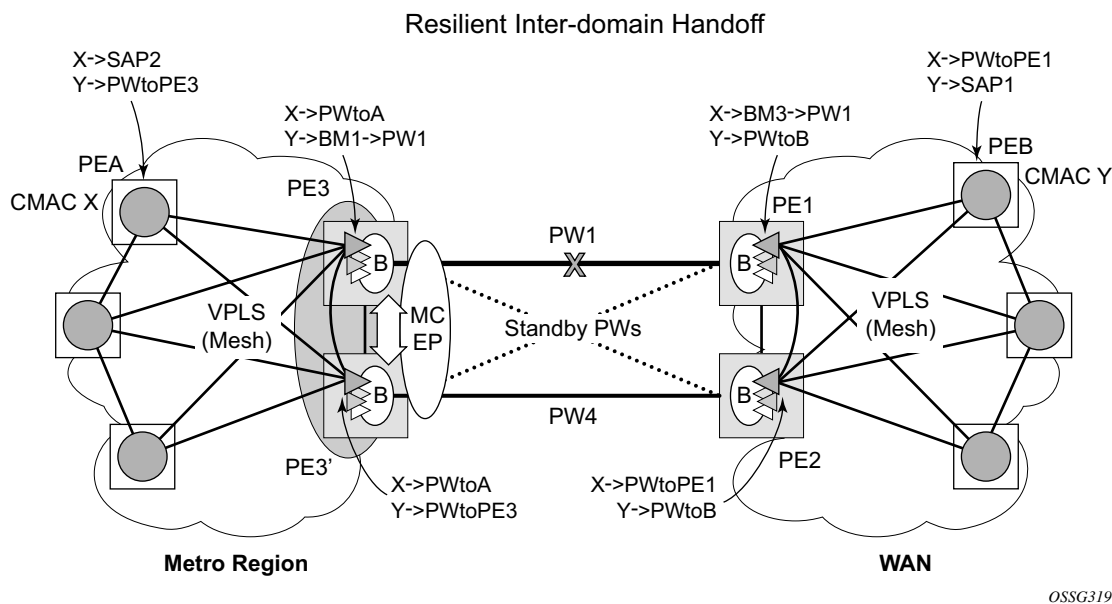 Resilient Inter-domain Handoff
X->SAP2
Y->PWtoPE3
X->PWtoA
Y->BM1->PW1
X->BM3->PW1
Y->PWtoB
X->PWtoPE1
Y->SAP1
PEA
CMAC X
PE3
PE1
PEB
CMAC Y
PW1
B
B
VPLS
(Mesh)
MC
EP
Standby PWs
VPLS
(Mesh)
B
B
PW4
PE3'
PE2
X->PWtoA
Y->PWtoPE3
X->PWtoPE1
Y->PWtoB
Metro Region
WAN
OSSG319